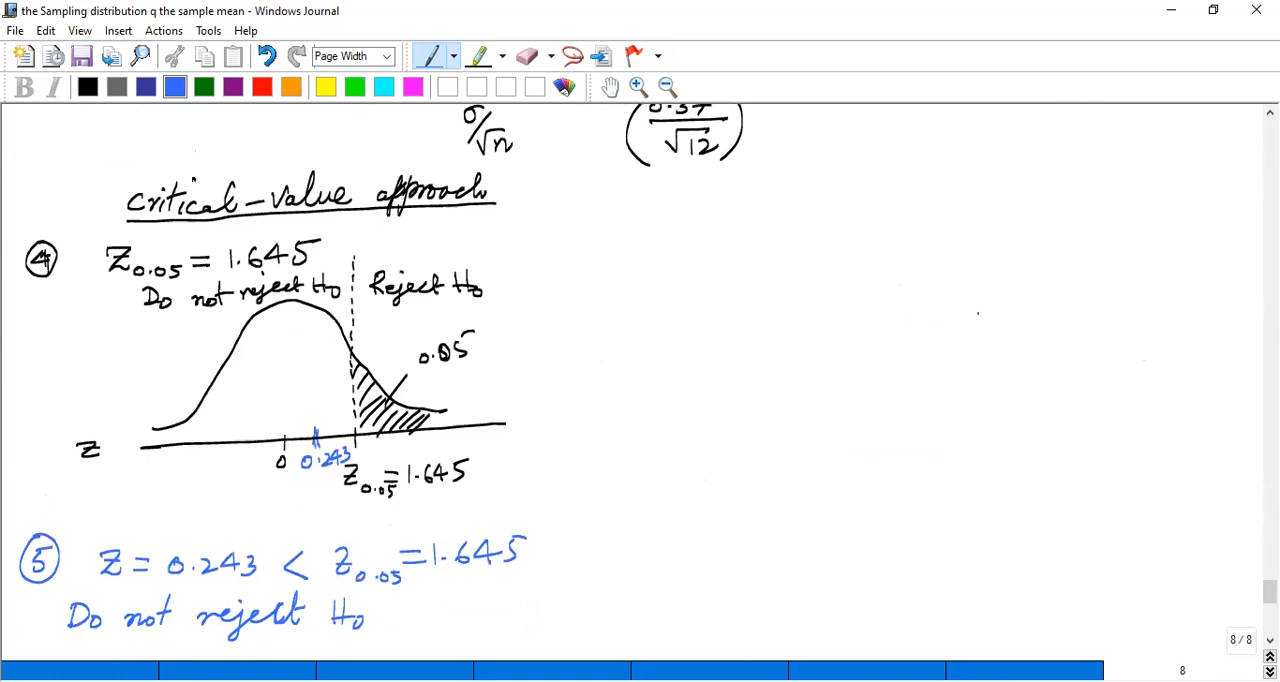 the Sampling distribution q the sample mean - Windows Journal
File Edit View Insert Actions Tools Help
Page Width
B I
σ/√n
√12
Critical-value approach
4 Z0.05 = 1.645
Do not reject H0 Reject H0
0.05
Z
0 0.243 Z0.05 = 1.645
5 Z = 0.243 < Z0.05 = 1.645
Do not reject H0
8 / 8
8